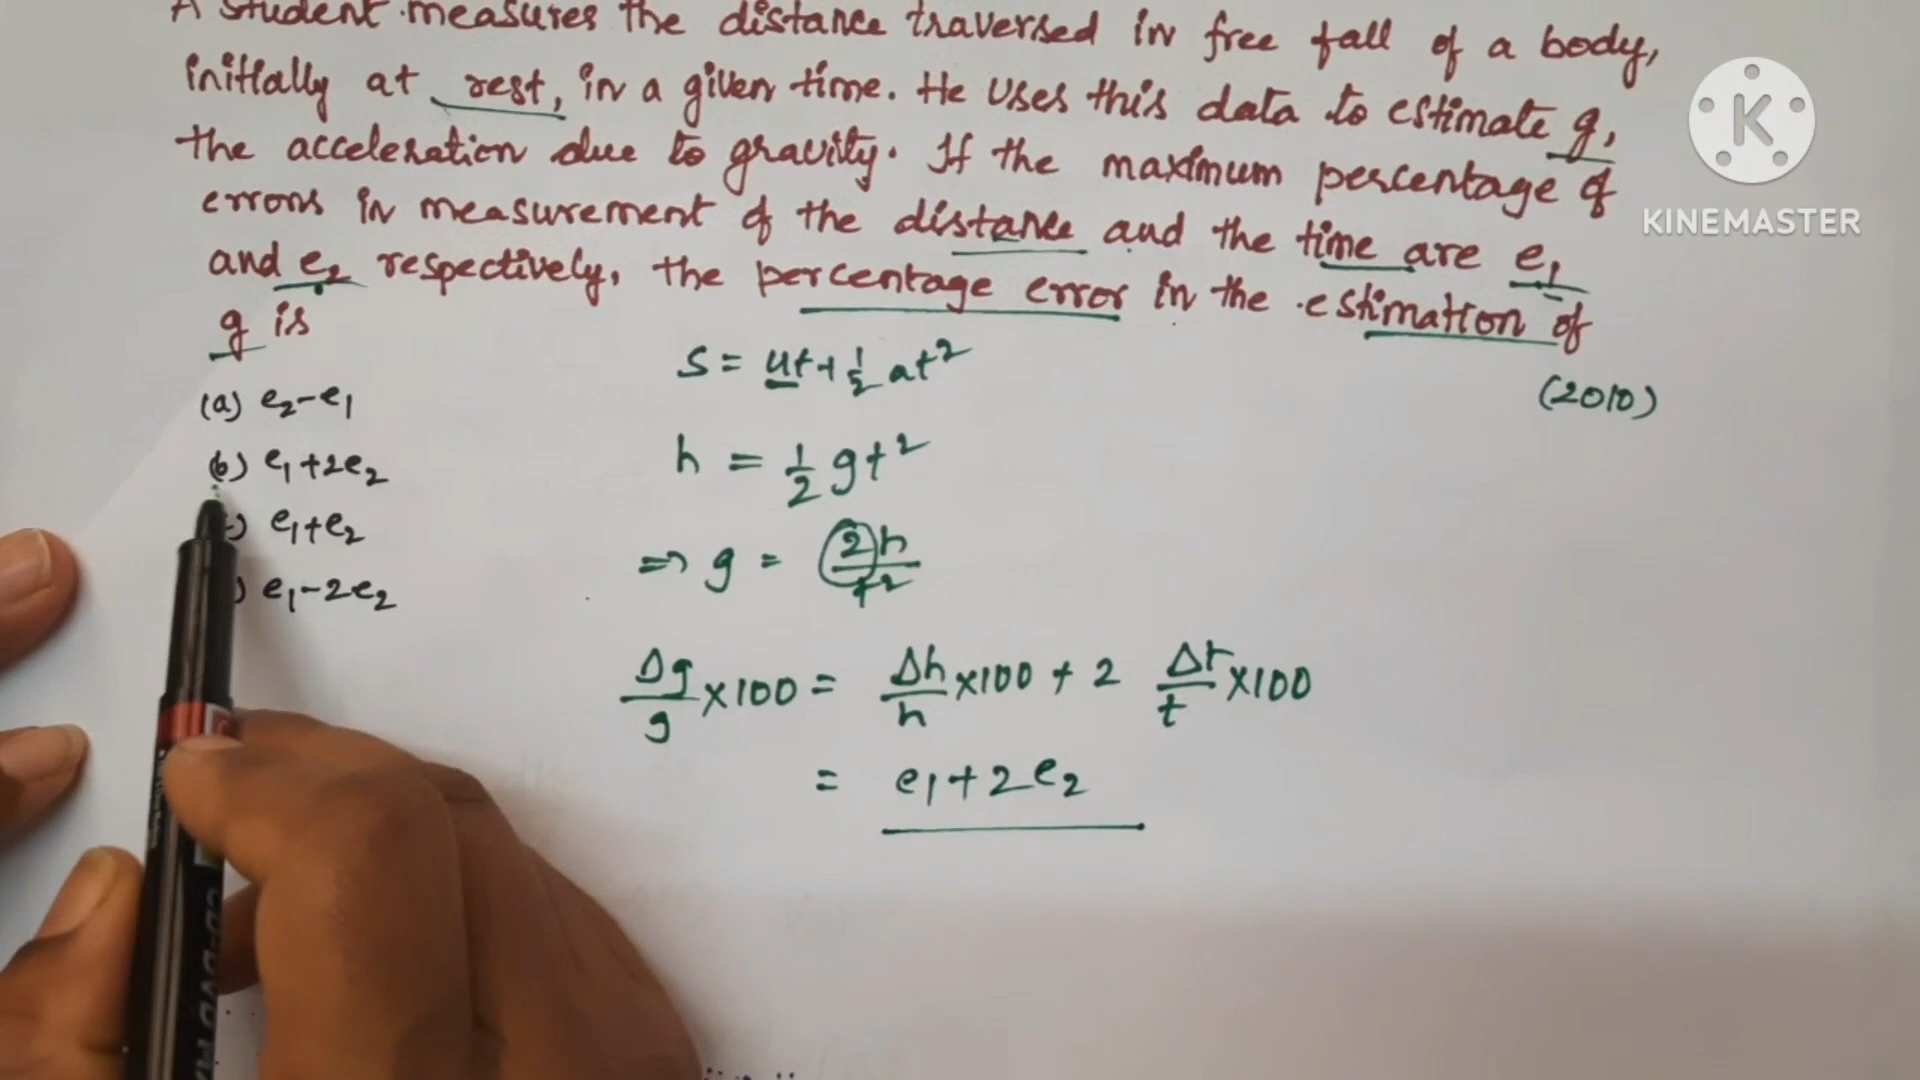 A student measures the distance traversed in free fall of a body,
initially at rest, in a given time. He uses this data to estimate g,
the acceleration due to gravity. If the maximum percentage of
errors in measurement of the distance and the time are e₁
and e₂ respectively, the percentage error in the estimation of
g is
(2010)
(a) e₂-e₁
(b) e₁+2e₂
) e₁+e₂
) e₁-2e₂
S = ut + 1/2 at²
h = 1/2 gt²
⇒ g = 2h/t²
Δg/g ×100 = Δh/h ×100 + 2 Δt/t ×100
= e₁+2e₂
K
KINEMASTER
CD-DVD